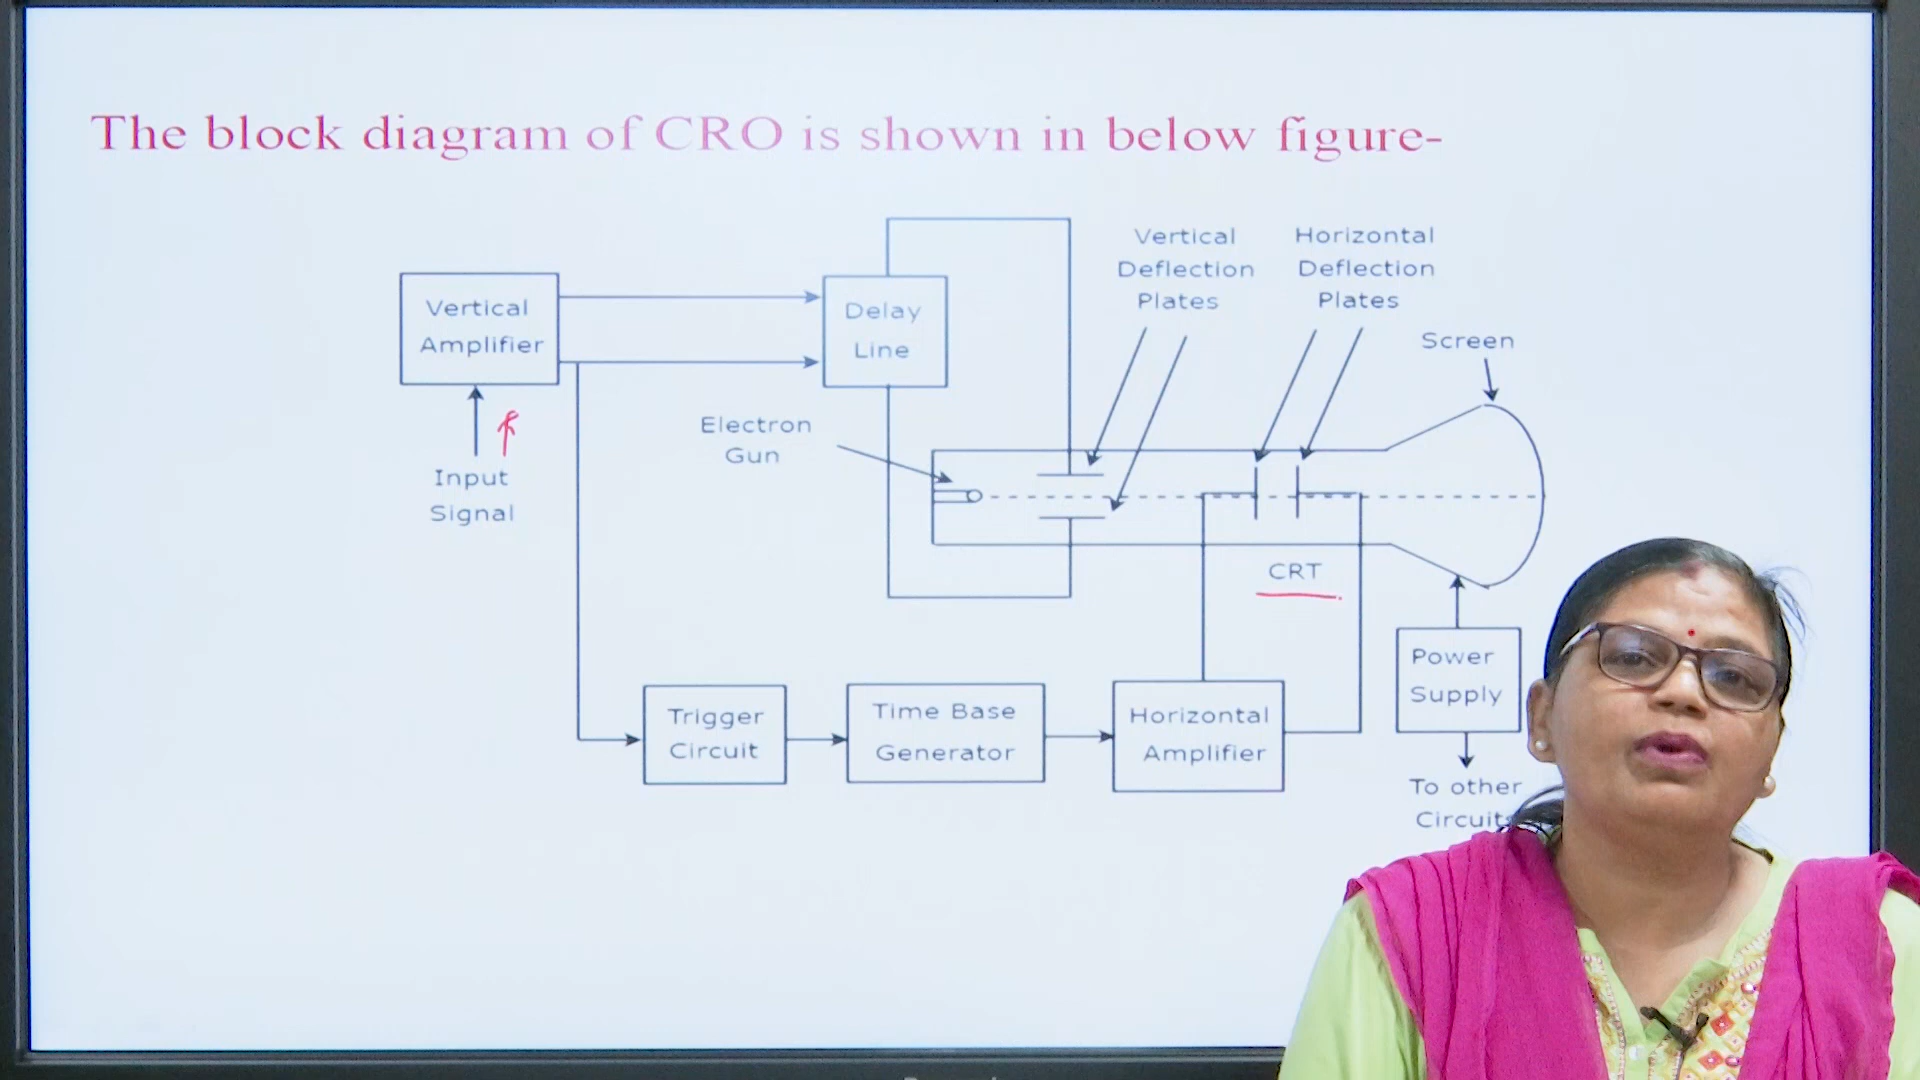 The block diagram of CRO is shown in below figure-
Vertical
Amplifier
Input
Signal
Delay
Line
Electron
Gun
Vertical
Deflection
Plates
Horizontal
Deflection
Plates
Screen
CRT
Trigger
Circuit
Time Base
Generator
Horizontal
Amplifier
Power
Supply
To other
Circuits